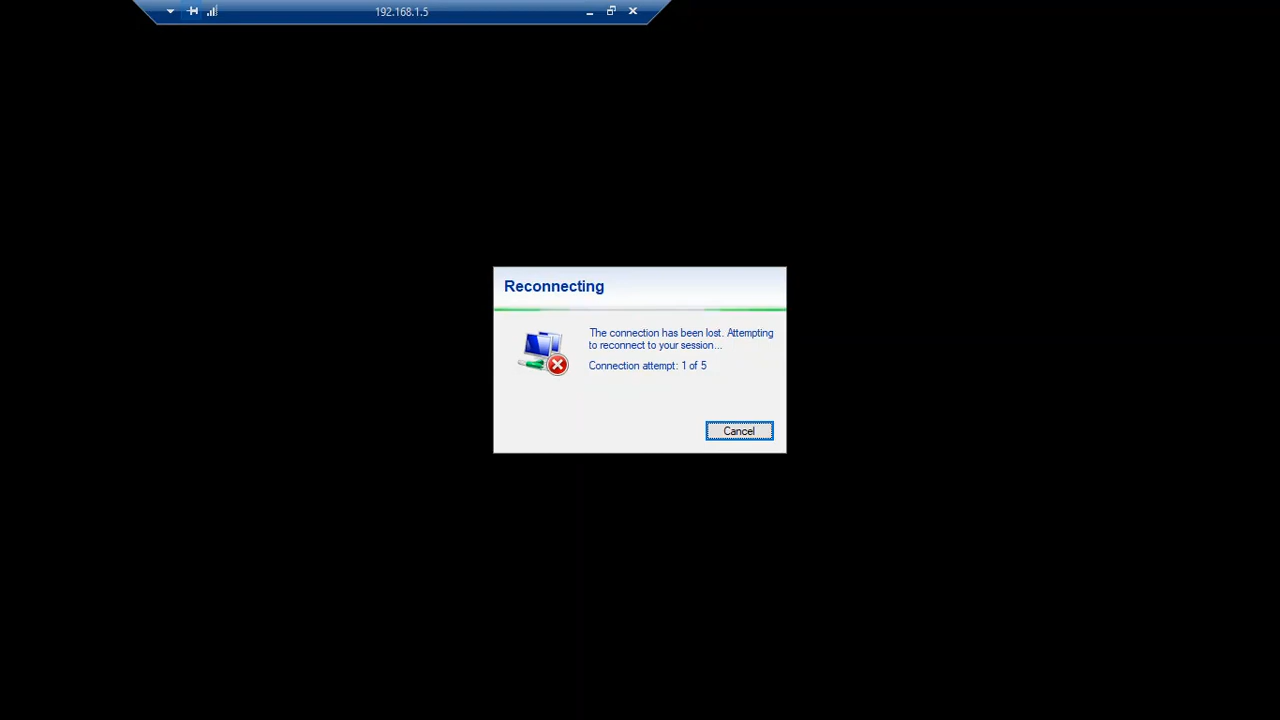 192.168.1.5
Reconnecting
The connection has been lost. Attempting
to reconnect to your session...
Connection attempt: 1 of 5
Cancel